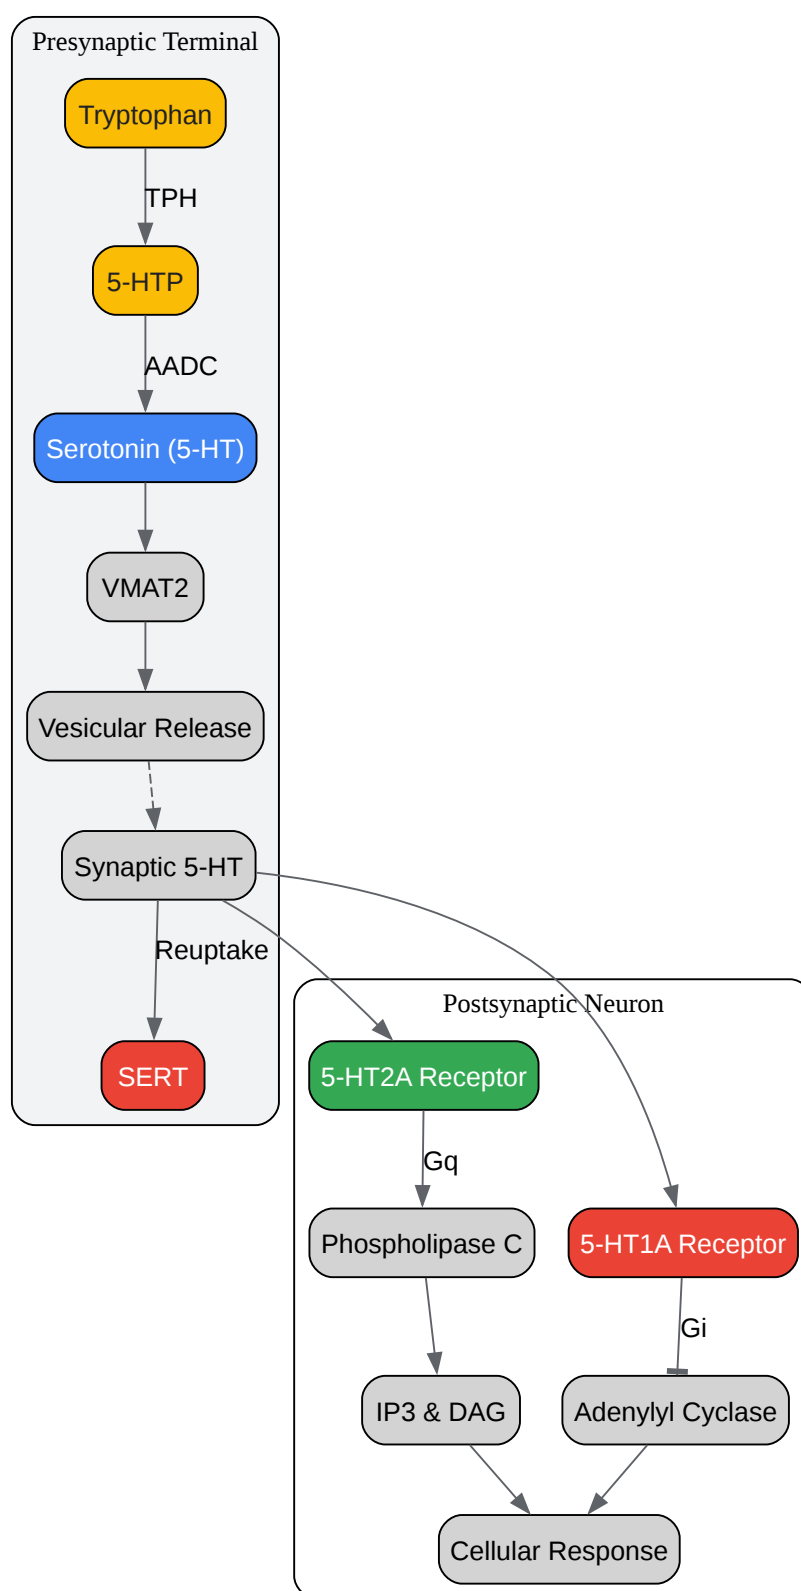 Presynaptic Terminal
Tryptophan
TPH
5-HTP
AADC
Serotonin (5-HT)
VMAT2
Vesicular Release
Synaptic 5-HT
Reuptake
SERT
Postsynaptic Neuron
5-HT2A Receptor
Gq
Phospholipase C
5-HT1A Receptor
Gi
IP3 & DAG
Adenylyl Cyclase
Cellular Response